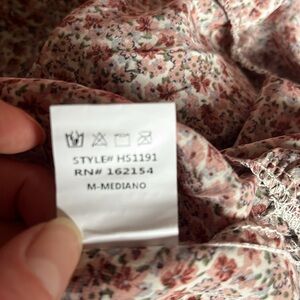 STYLE# HS1191
RN# 162154
M-MEDIANO